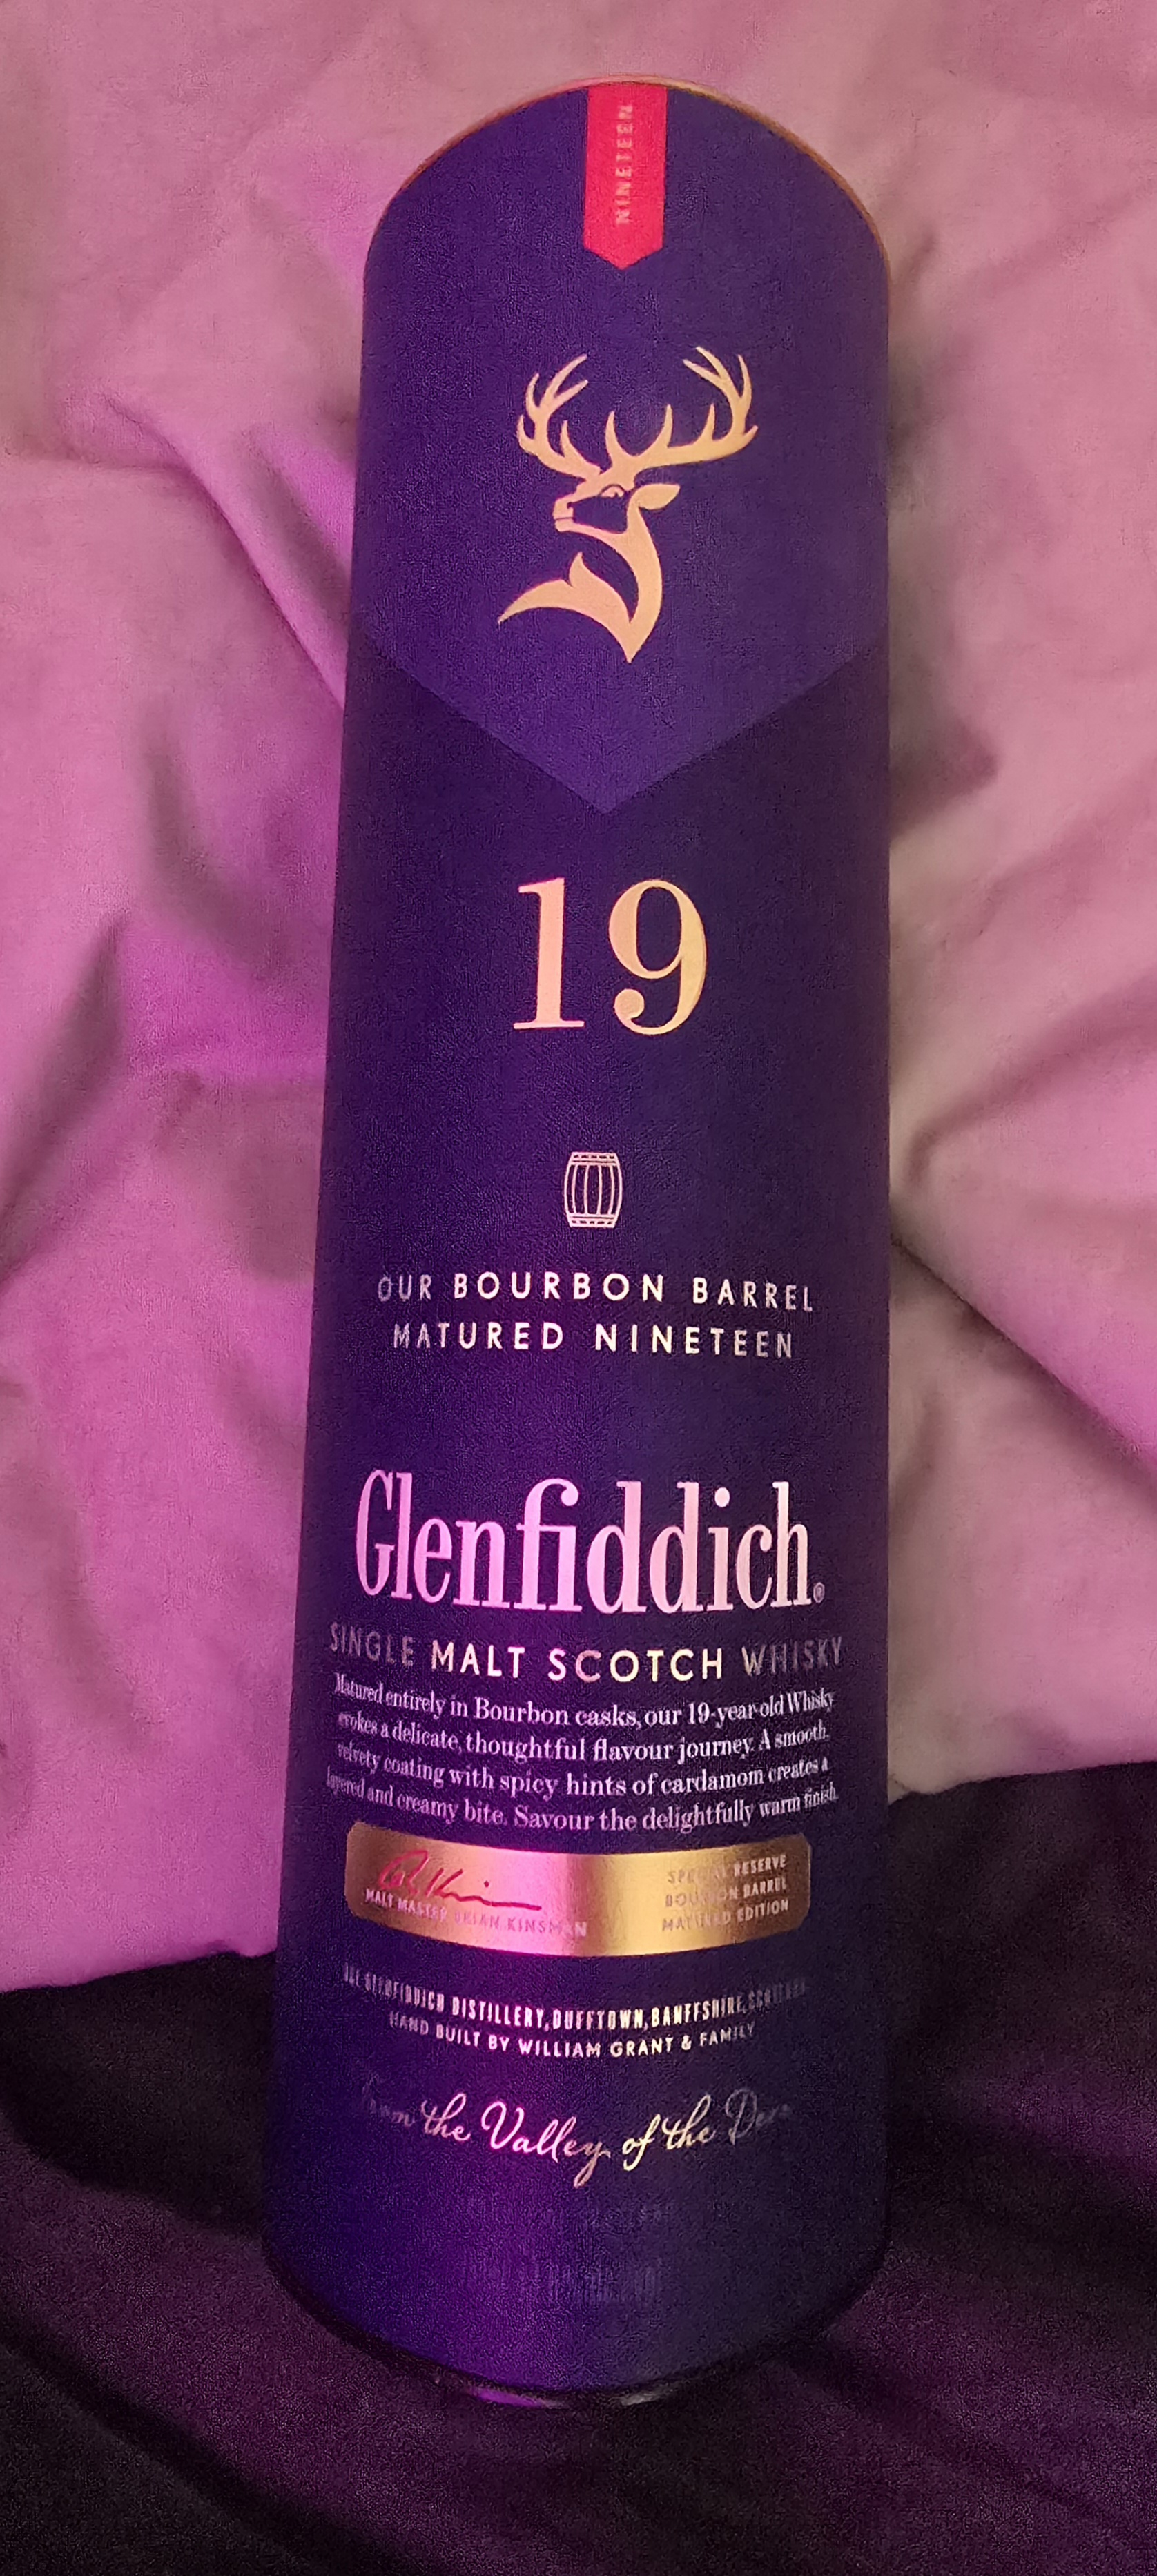 NINETEEN
19
OUR BOURBON BARREL
MATURED NINETEEN
Glenfiddich®
SINGLE MALT SCOTCH WHISKY
Matured entirely in Bourbon casks, our 19-year-old Whisky
evokes a delicate, thoughtful flavour journey. A smooth,
velvety coating with spicy hints of cardamom creates a
layered and creamy bite. Savour the delightfully warm finish.
MALT MASTER BRIAN KINSMAN
SPECIAL RESERVE
BOURBON BARREL
MATURED EDITION
THE GLENFIDDICH DISTILLERY, DUFFTOWN, BANFFSHIRE, SCOTLAND
HAND BUILT BY WILLIAM GRANT & FAMILY
From the Valley of the Deer